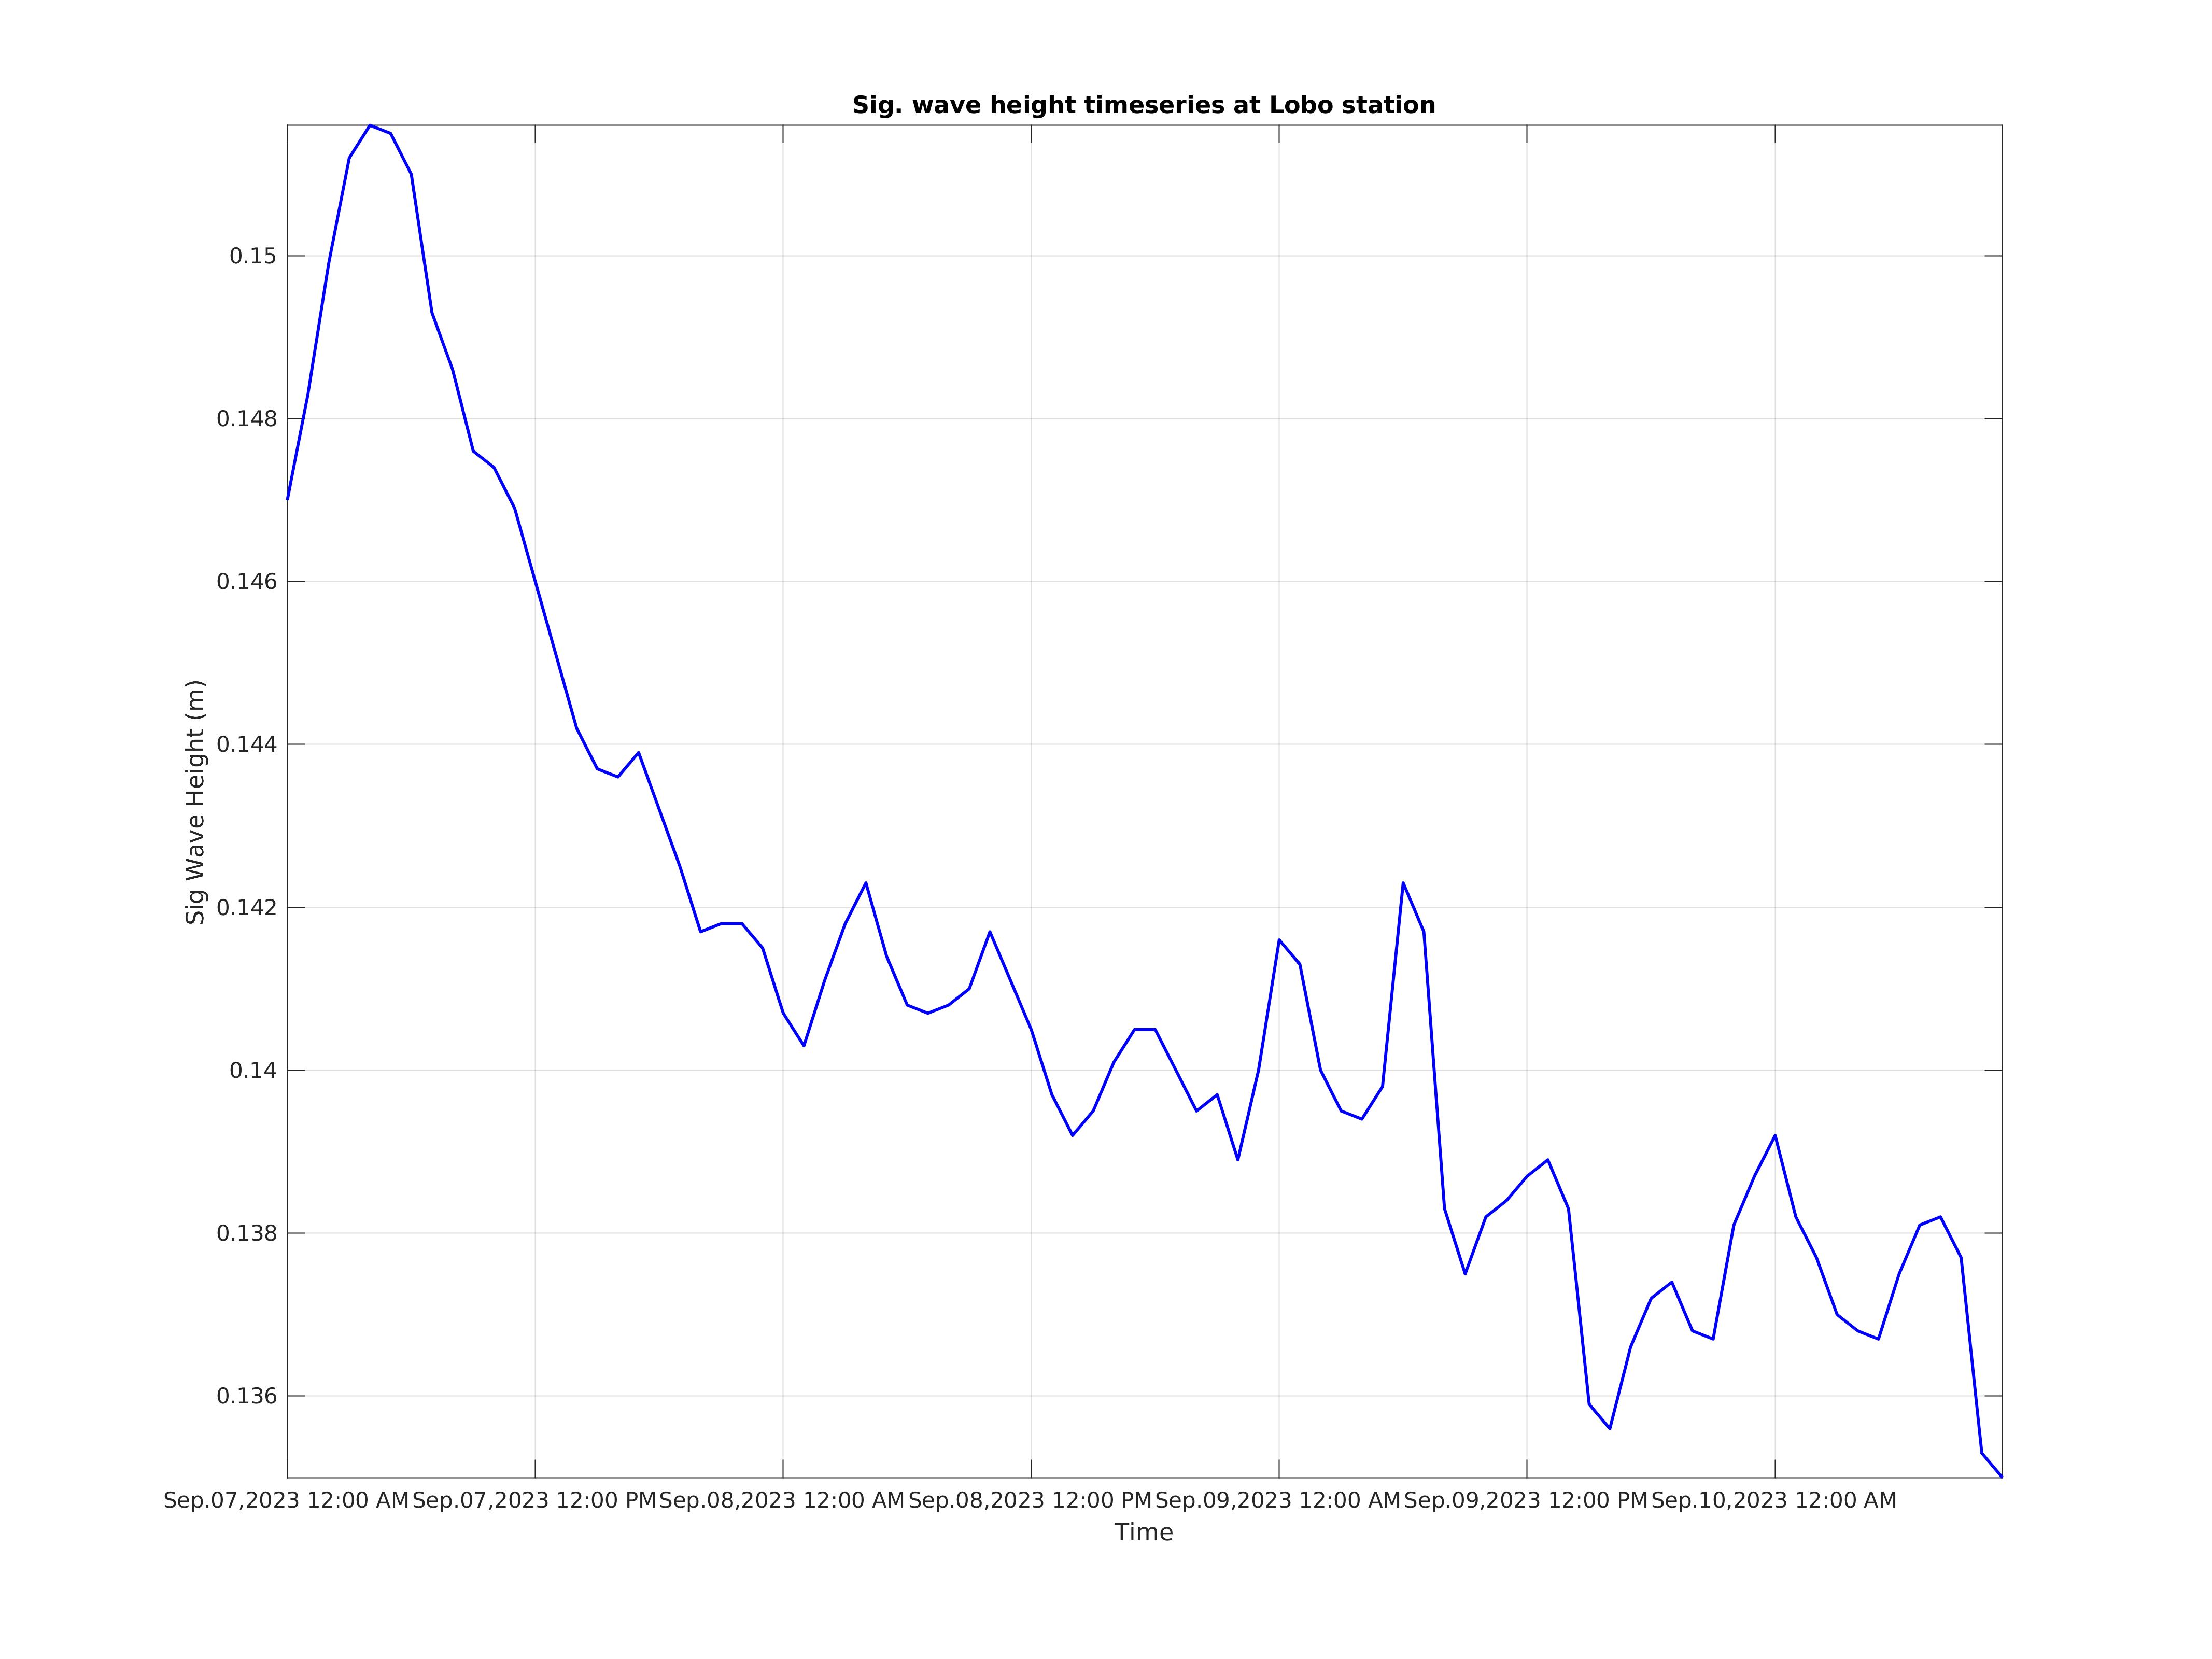 Sig. wave height timeseries at Lobo station
0.15
0.148
0.146
0.144
0.142
0.14
0.138
0.136
Sig Wave Height (m)
Sep.07,2023 12:00 AM Sep.07,2023 12:00 PM Sep.08,2023 12:00 AM Sep.08,2023 12:00 PM Sep.09,2023 12:00 AM Sep.09,2023 12:00 PM Sep.10,2023 12:00 AM
Time